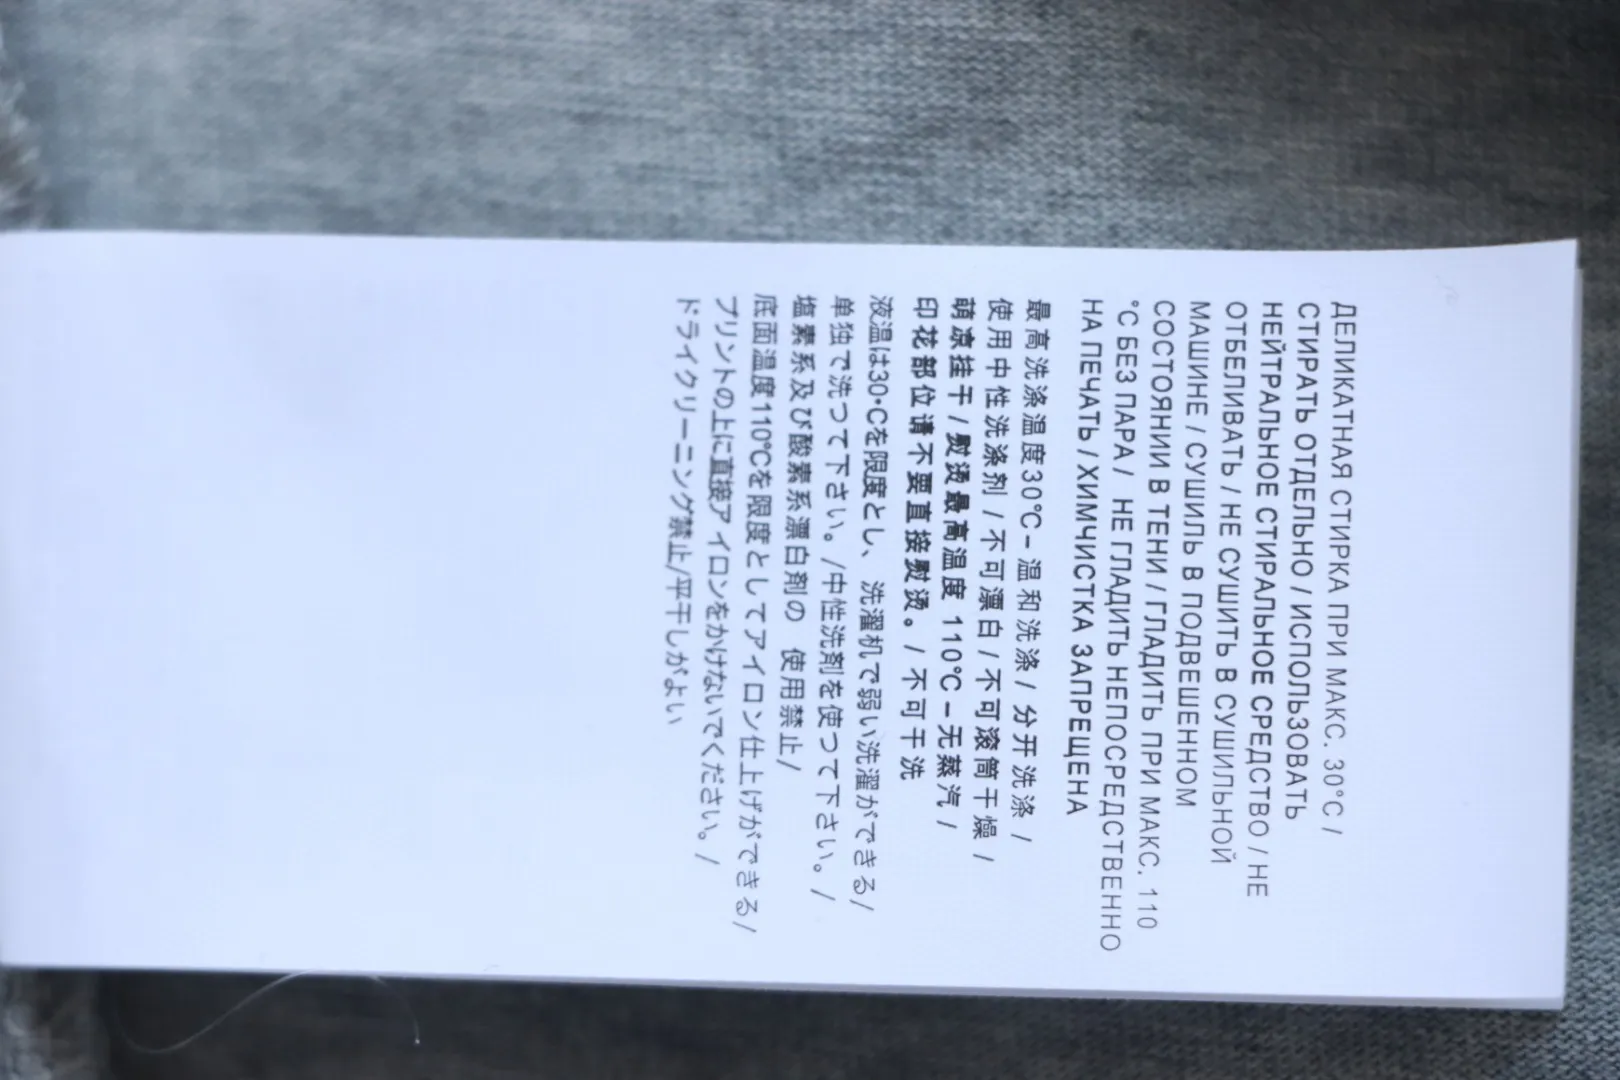 ДЕЛИКАТНАЯ СТИРКА ПРИ МАКС. 30°C /
СТИРАТЬ ОТДЕЛЬНО / ИСПОЛЬЗОВАТЬ
НЕЙТРАЛЬНОЕ СТИРАЛЬНОЕ СРЕДСТВО / НЕ
ОТБЕЛИВАТЬ / НЕ СУШИТЬ В СУШИЛЬНОЙ
МАШИНЕ / СУШИЛЬ В ПОДВЕШЕННОМ
СОСТОЯНИИ В ТЕНИ / ГЛАДИТЬ ПРИ МАКС. 110
°C БЕЗ ПАРА / НЕ ГЛАДИТЬ НЕПОСРЕДСТВЕННО
НА ПЕЧАТЬ / ХИМЧИСТКА ЗАПРЕЩЕНА
最高洗涤温度30℃– 温和洗涤 / 分开洗涤 /
使用中性洗涤剂 / 不可漂白 / 不可滚筒干燥 /
萌凉挂干 / 熨烫最高温度 110℃ – 无蒸汽 /
印花部位请不要直接熨烫。 / 不可干洗
液温は30•Cを限度とし、 洗濯机で弱い洗濯ができる/
単独で洗つて下さい。/中性洗剤を使つて下さい。/
塩素系及び酸素系漂白剤の 使用禁止/
底面温度110℃を限度としてアイロン仕上げができる/
プリントの上に直接アイロンをかけないでください。/
ドライクリーニング禁止/平干しがよい